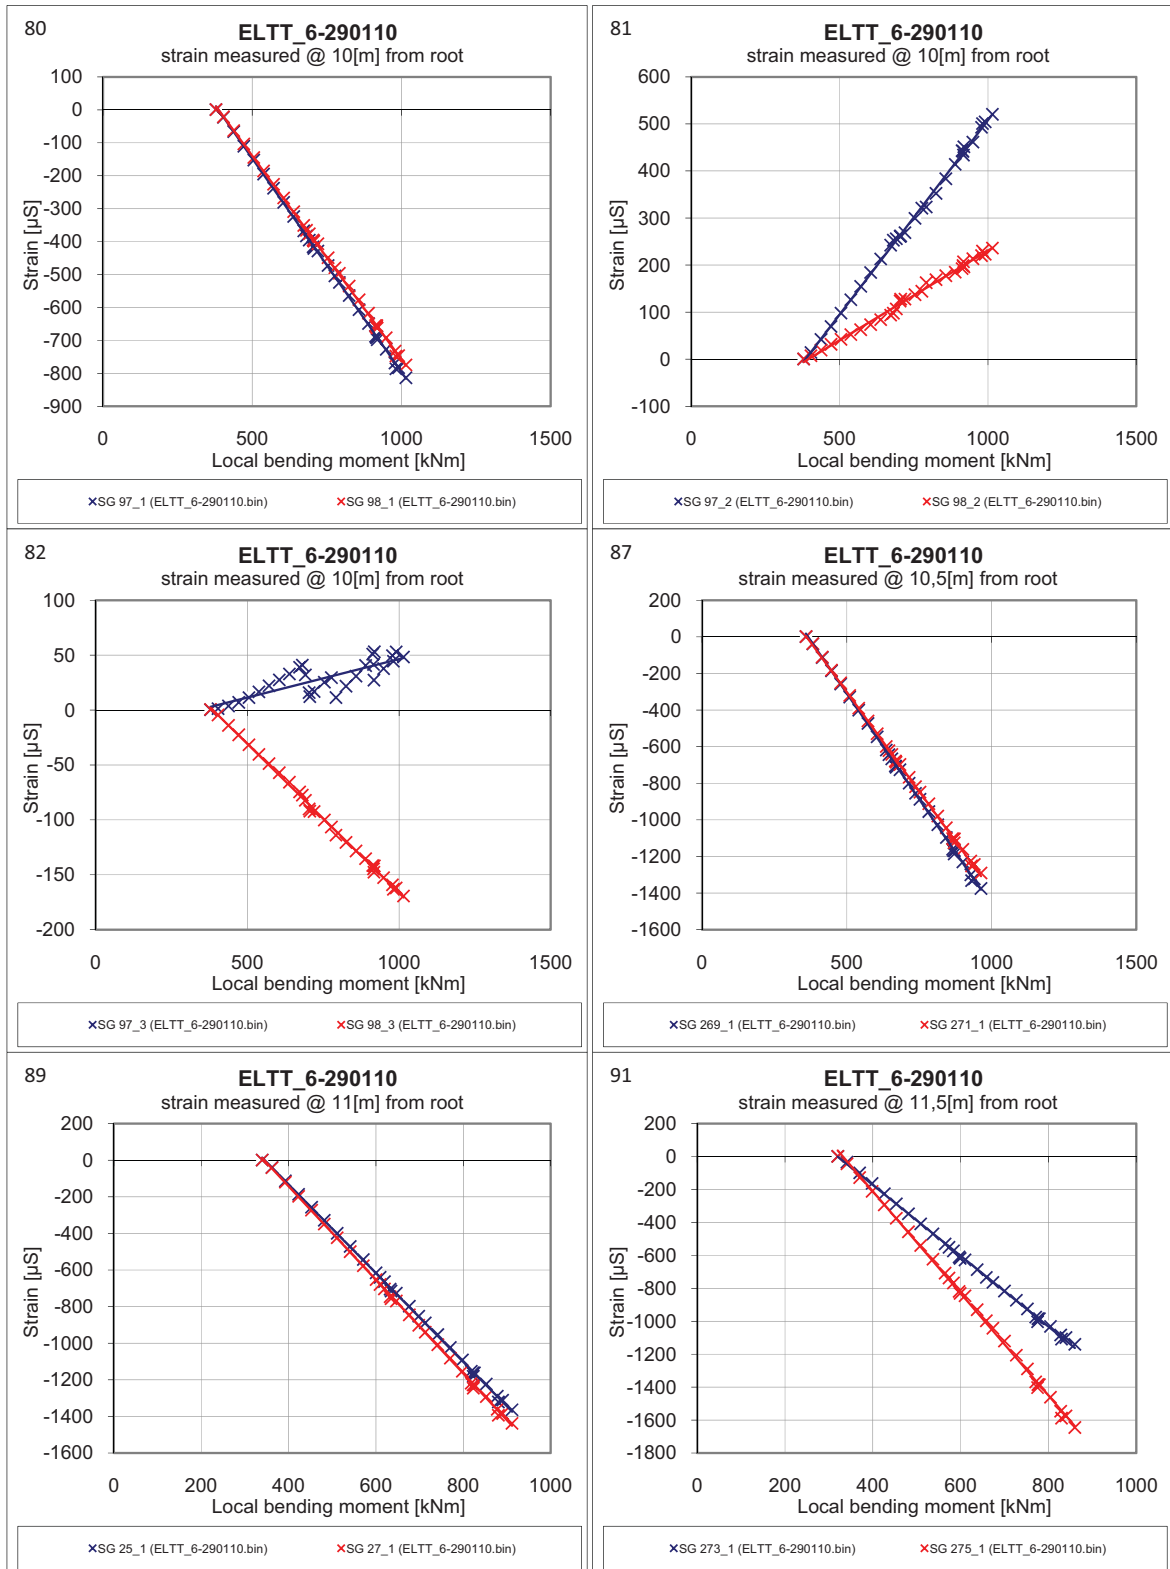 80
ELTT_6-290110
strain measured @ 10[m] from root
100
0
-100
-200
-300
-400
-500
-600
-700
-800
-900
Strain [µS]
0 500 1000 1500
Local bending moment [kNm]
SG 97_1 (ELTT_6-290110.bin) SG 98_1 (ELTT_6-290110.bin)
81
ELTT_6-290110
strain measured @ 10[m] from root
600
500
400
300
200
100
0
-100
Strain [µS]
0 500 1000 1500
Local bending moment [kNm]
SG 97_2 (ELTT_6-290110.bin) SG 98_2 (ELTT_6-290110.bin)
82
ELTT_6-290110
strain measured @ 10[m] from root
100
50
0
-50
-100
-150
-200
Strain [µS]
0 500 1000 1500
Local bending moment [kNm]
SG 97_3 (ELTT_6-290110.bin) SG 98_3 (ELTT_6-290110.bin)
87
ELTT_6-290110
strain measured @ 10,5[m] from root
200
0
-200
-400
-600
-800
-1000
-1200
-1400
-1600
Strain [µS]
0 500 1000 1500
Local bending moment [kNm]
SG 269_1 (ELTT_6-290110.bin) SG 271_1 (ELTT_6-290110.bin)
89
ELTT_6-290110
strain measured @ 11[m] from root
200
0
-200
-400
-600
-800
-1000
-1200
-1400
-1600
Strain [µS]
0 200 400 600 800 1000
Local bending moment [kNm]
SG 25_1 (ELTT_6-290110.bin) SG 27_1 (ELTT_6-290110.bin)
91
ELTT_6-290110
strain measured @ 11,5[m] from root
200
0
-200
-400
-600
-800
-1000
-1200
-1400
-1600
-1800
Strain [µS]
0 200 400 600 800 1000
Local bending moment [kNm]
SG 273_1 (ELTT_6-290110.bin) SG 275_1 (ELTT_6-290110.bin)